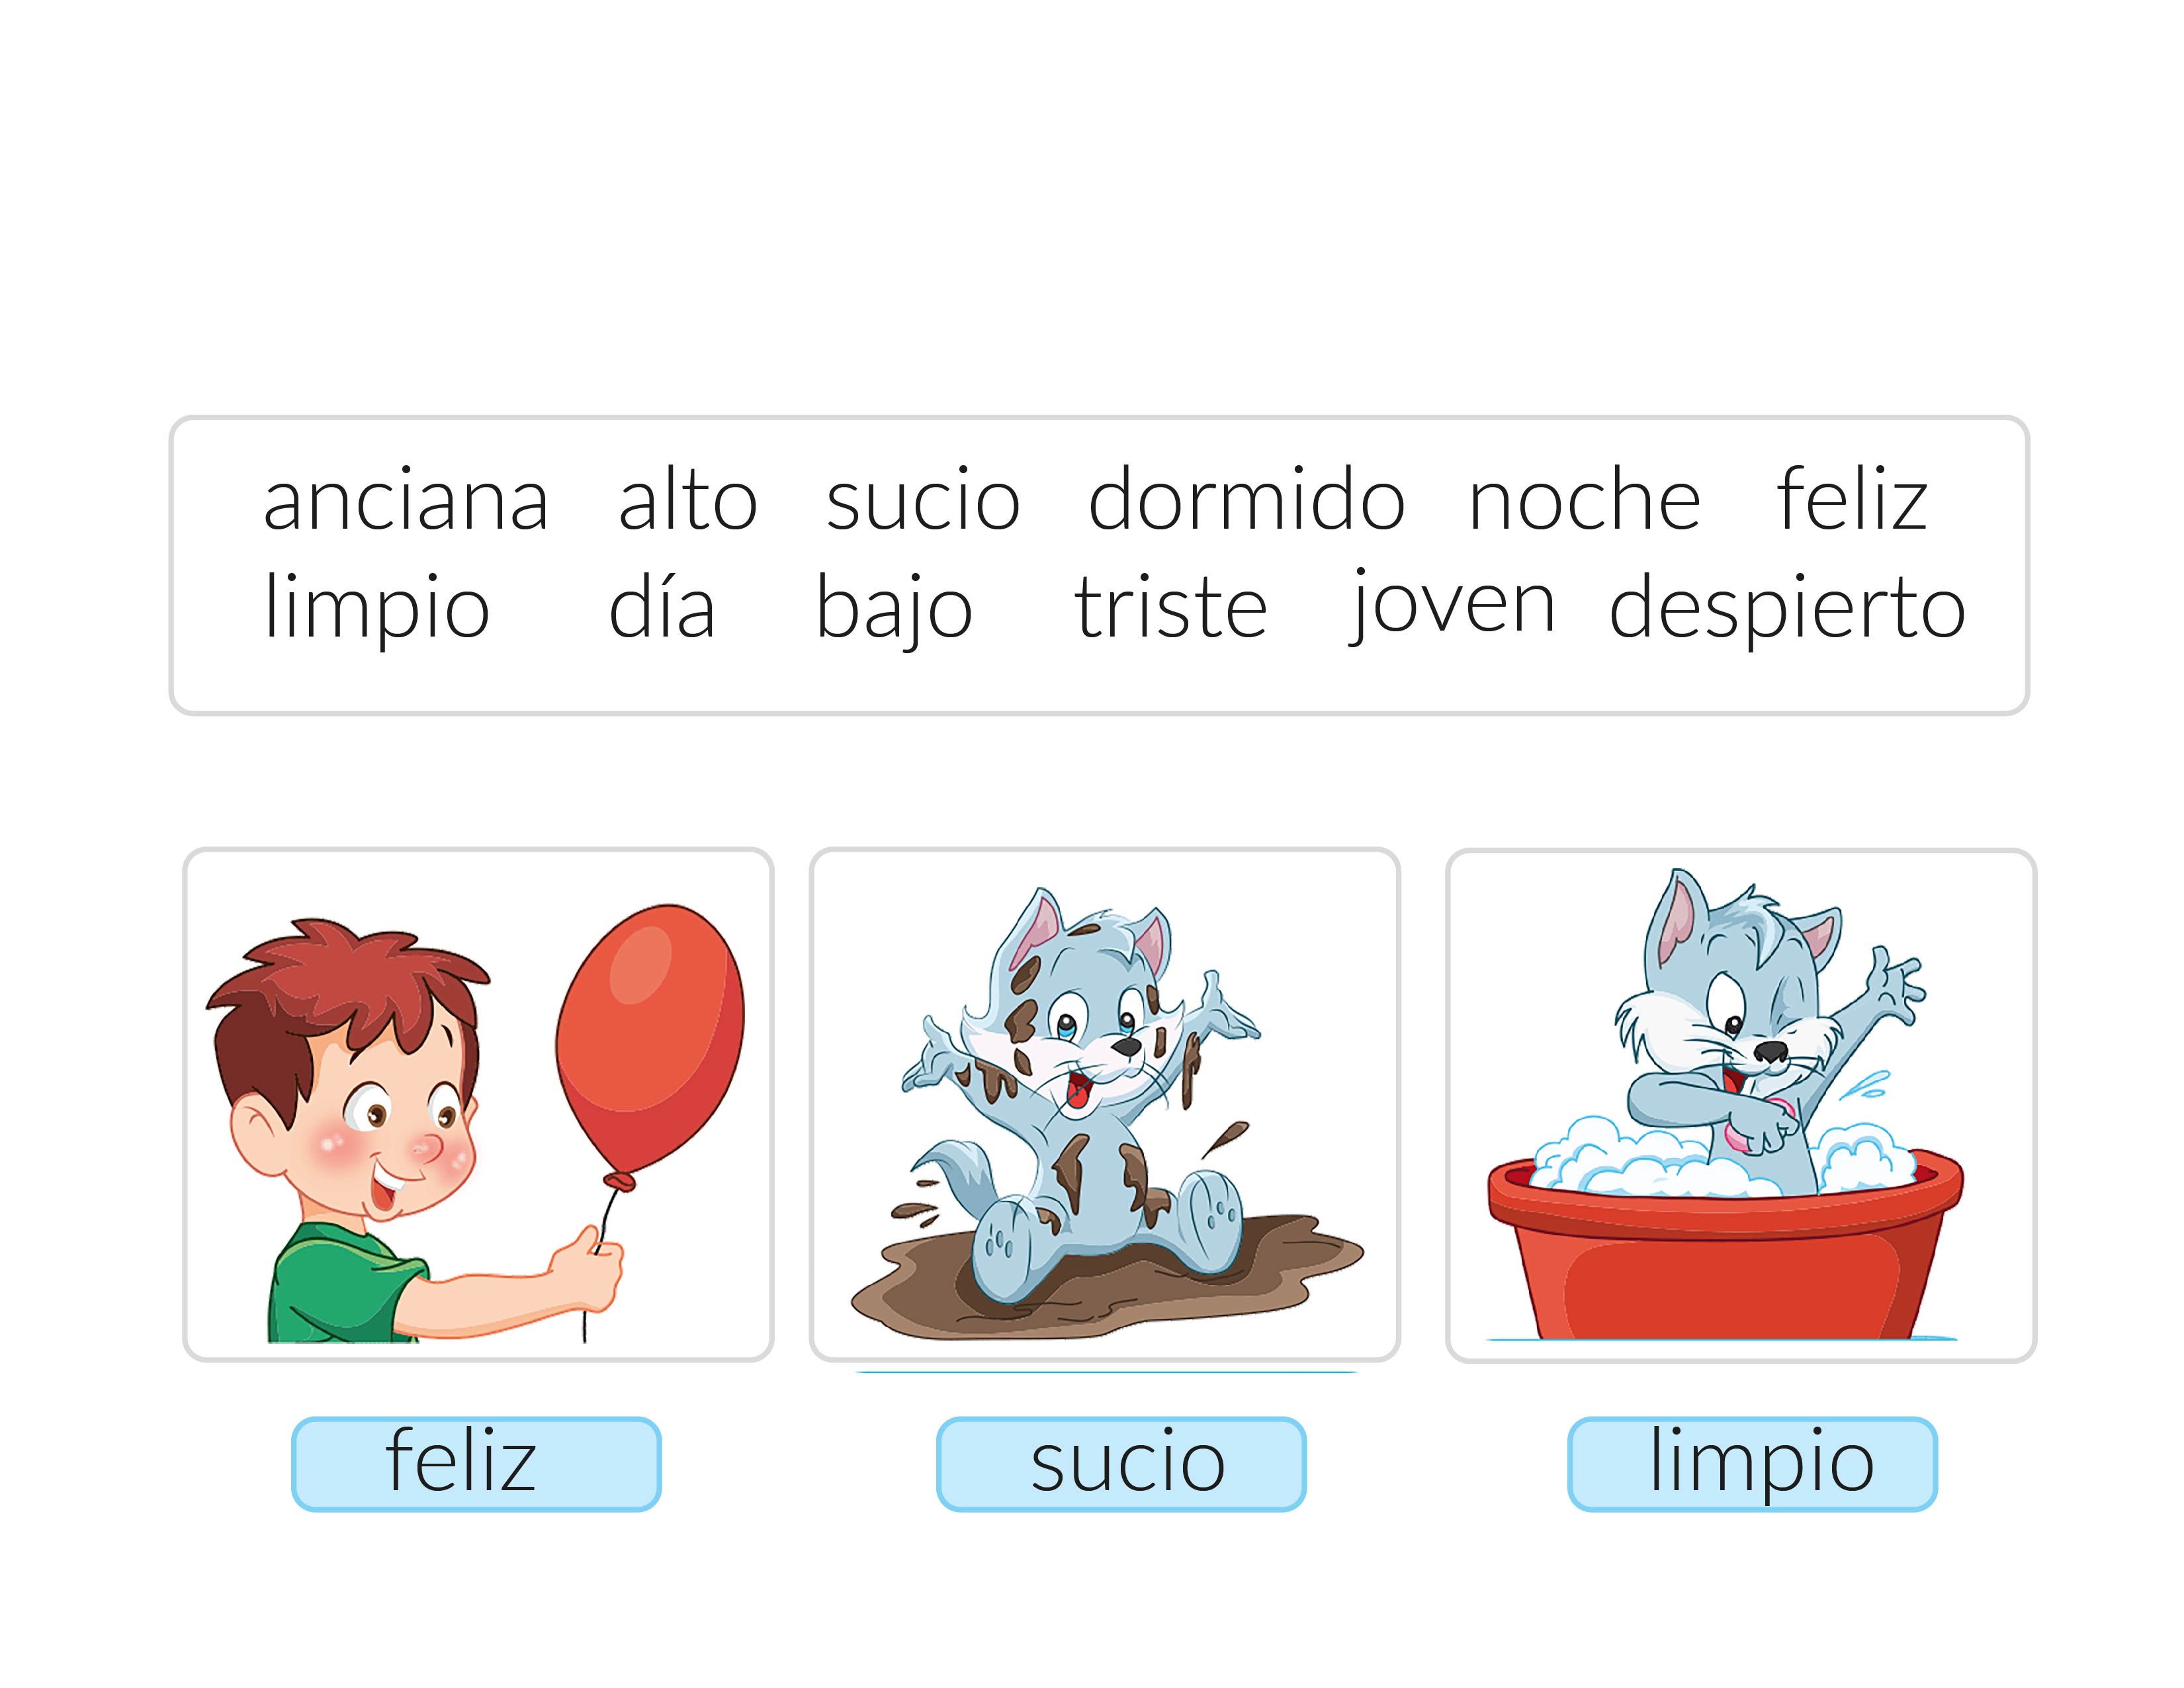 anciana alto sucio dormido noche feliz
limpio día bajo triste joven despierto
feliz sucio limpio